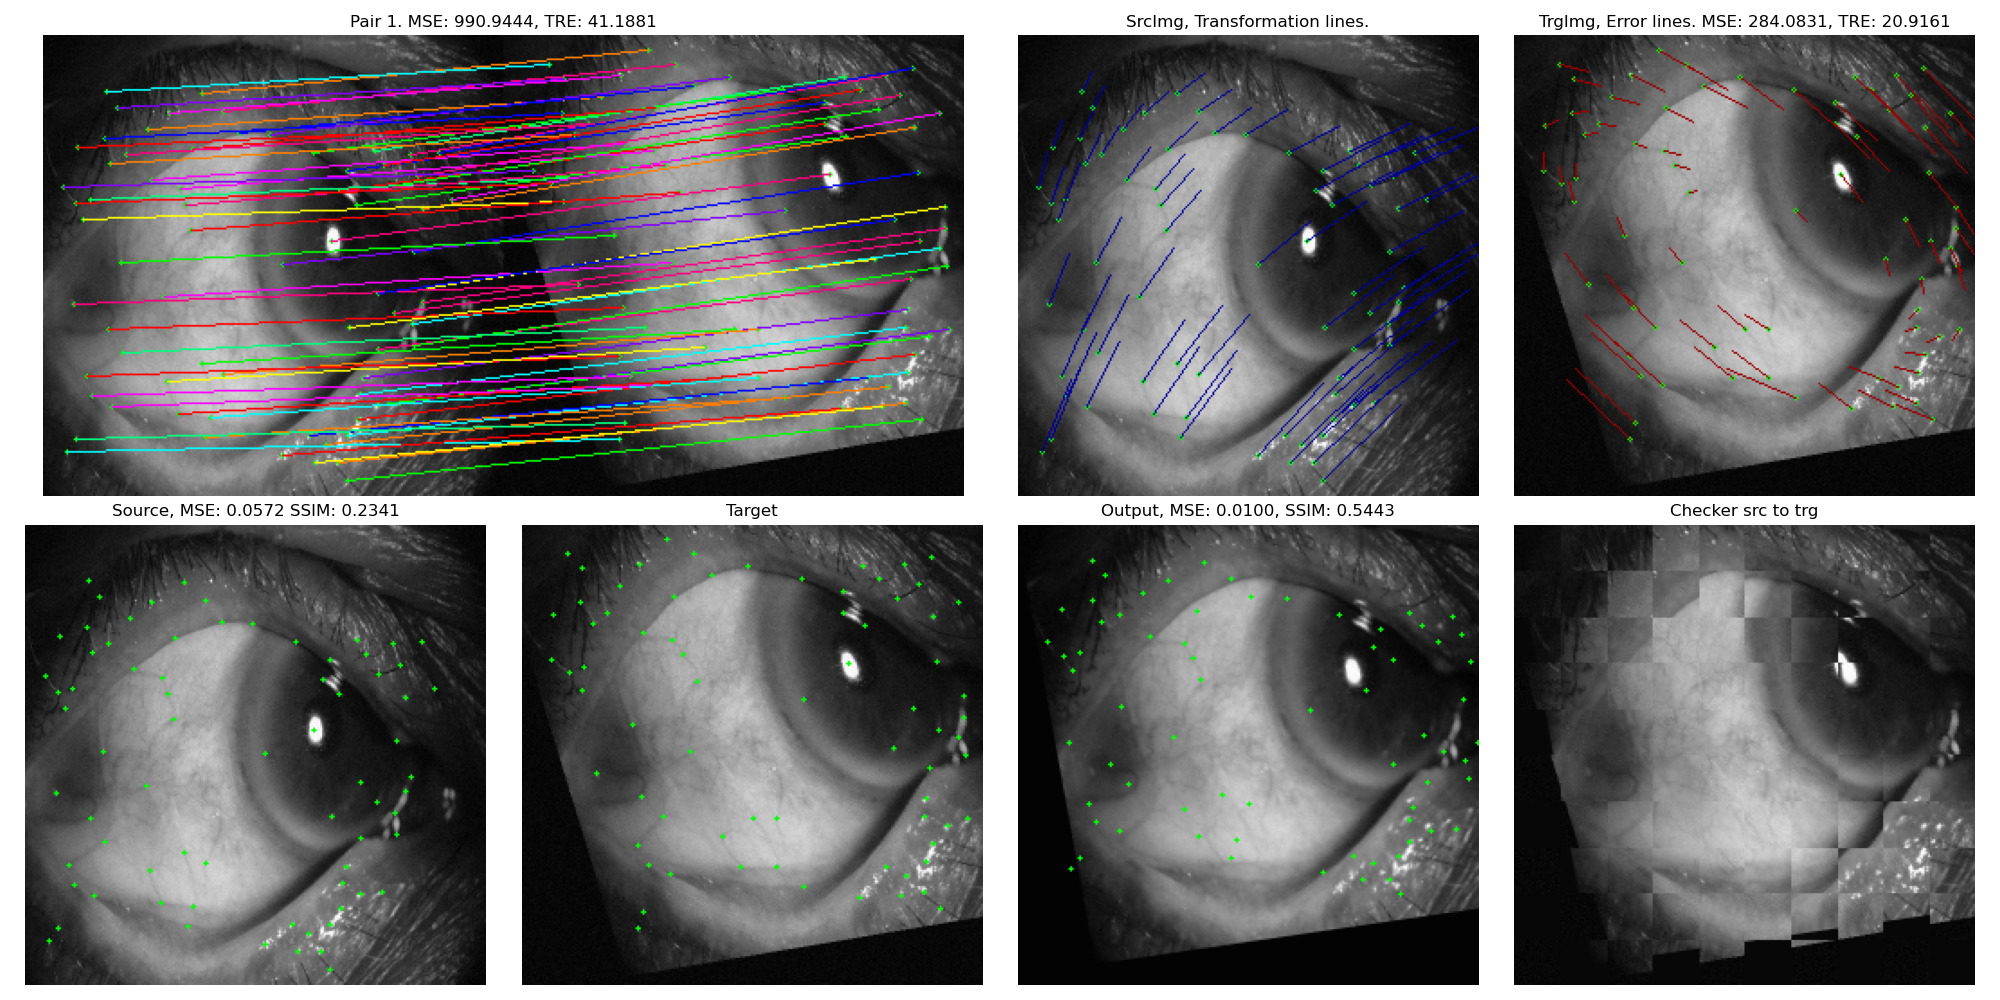 Pair 1. MSE: 990.9444, TRE: 41.1881
SrcImg, Transformation lines.
TrgImg, Error lines. MSE: 284.0831, TRE: 20.9161
Source, MSE: 0.0572 SSIM: 0.2341
Target
Output, MSE: 0.0100, SSIM: 0.5443
Checker src to trg